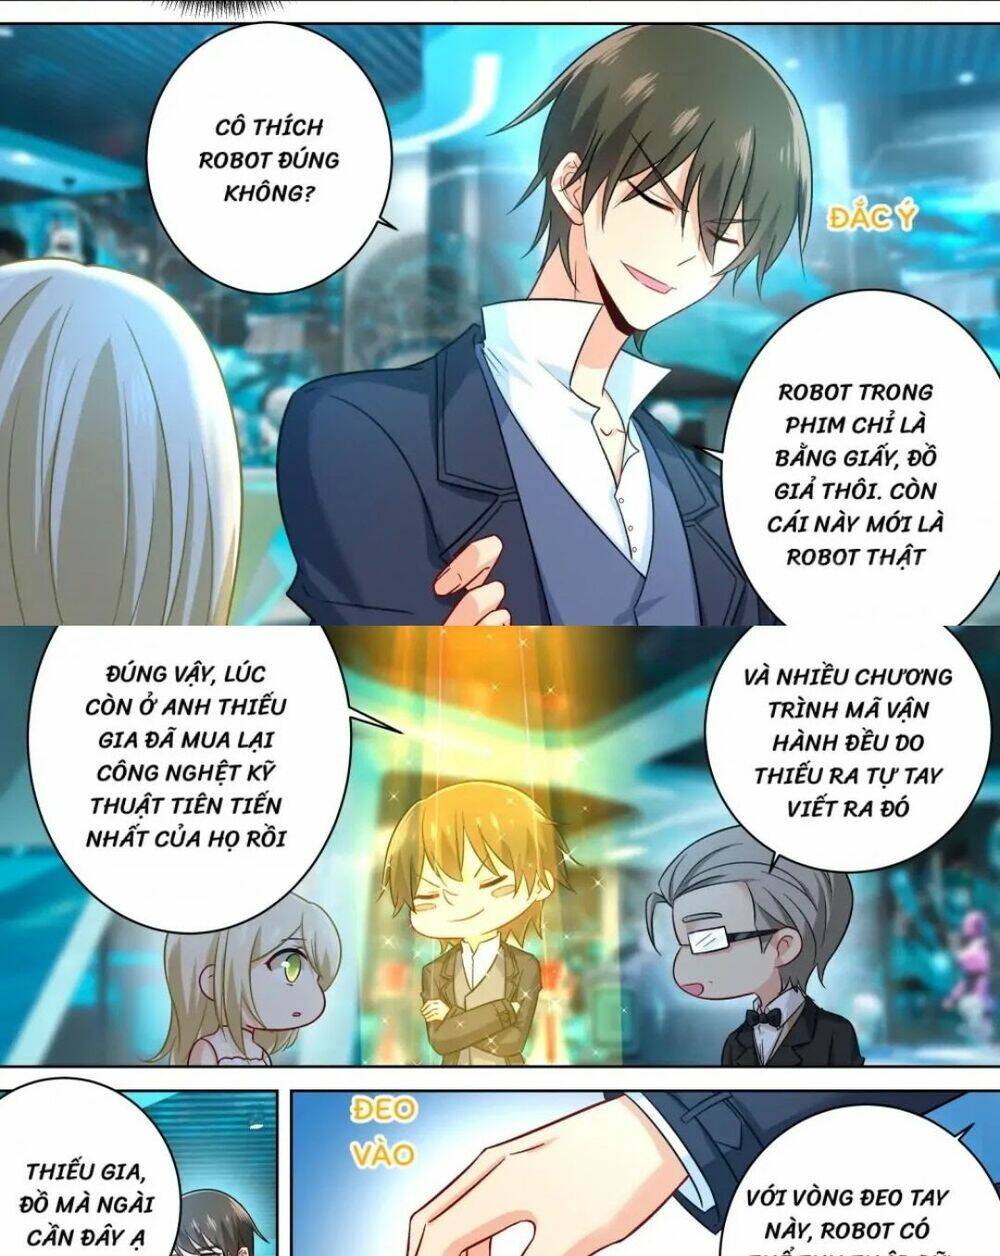 CÔ THÍCH
ROBOT ĐÚNG
KHÔNG?
ĐẮC Ý
ROBOT TRONG
PHIM CHỈ LÀ
BẰNG GIẤY, ĐỒ
GIẢ THÔI. CÒN
CÁI NÀY MỚI LÀ
ROBOT THẬT
ĐÚNG VẬY, LÚC
CÒN Ở ANH THIẾU
GIA ĐÃ MUA LẠI
CÔNG NGHỆT KỸ
THUẬT TIÊN TIẾN
NHẤT CỦA HỌ RỒI
VÀ NHIỀU CHƯƠNG
TRÌNH MÃ VẬN
HÀNH ĐỀU DO
THIẾU RA TỰ TAY
VIẾT RA ĐÓ
THIẾU GIA,
ĐỒ MÀ NGÀI
CẦN ĐÂY Ạ
ĐEO
VÀO
VỚI VÒNG ĐEO TAY
NÀY, ROBOT CÓ